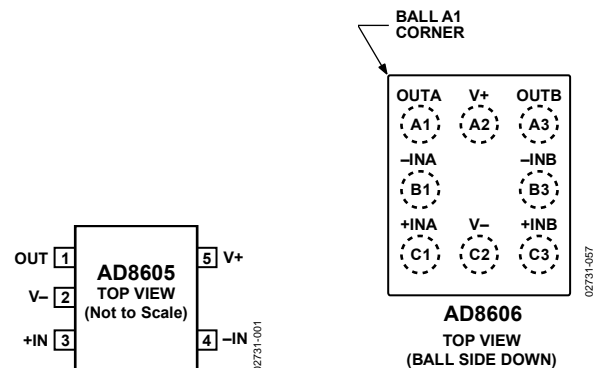 OUT 1
V– 2
+IN 3
AD8605
TOP VIEW
(Not to Scale)
5 V+
4 –IN
02731-001
BALL A1
CORNER
OUTA V+ OUTB
A1 A2 A3
–INA –INB
B1 B3
+INA V– +INB
C1 C2 C3
02731-057
AD8606
TOP VIEW
(BALL SIDE DOWN)